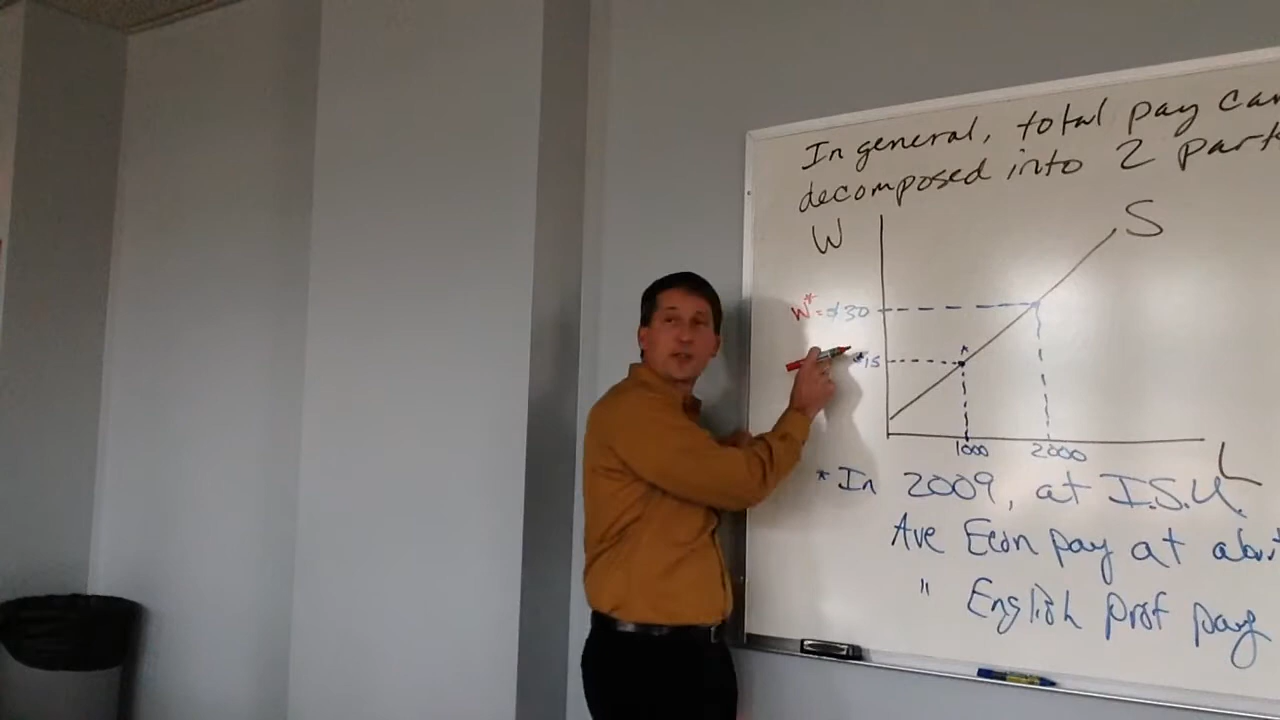 In general, total pay can
decomposed into 2 part
W
S
W* = $30
$15
A
1000
2000
L
* In 2009, at I.S.U.
Ave Econ pay at
" English prof pay